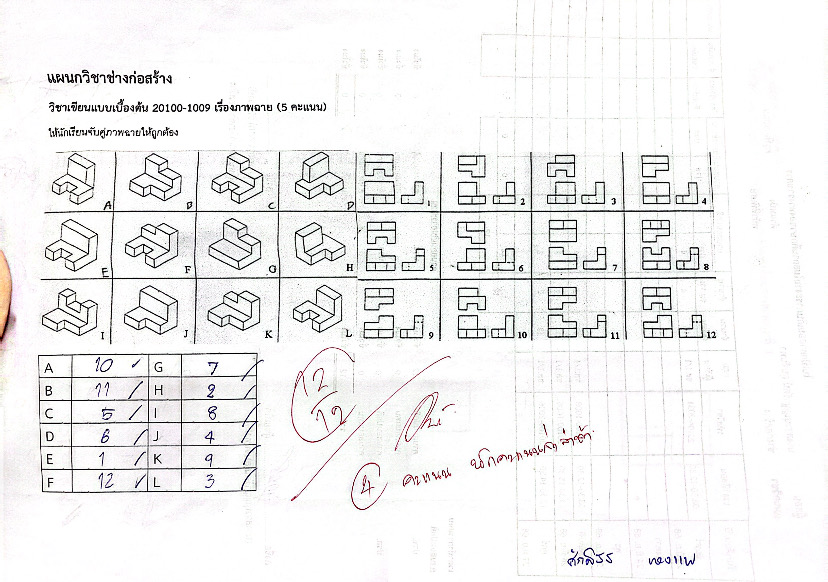 แผนกวิชาช่างก่อสร้าง
วิชาเขียนแบบเบื้องต้น 20100-1009 เรื่องภาพฉาย (5 คะแนน)
ให้นักเรียนจับคู่ภาพฉายให้ถูกต้อง
A B C D 1 2 3 4
E F G H 5 6 7 8
I J K L 9 10 11 12
A 10 G 7
B 11 H 2
C 5 I 8
D 6 J 4
E 1 K 9
F 12 L 3
12
12
4 คะแนน